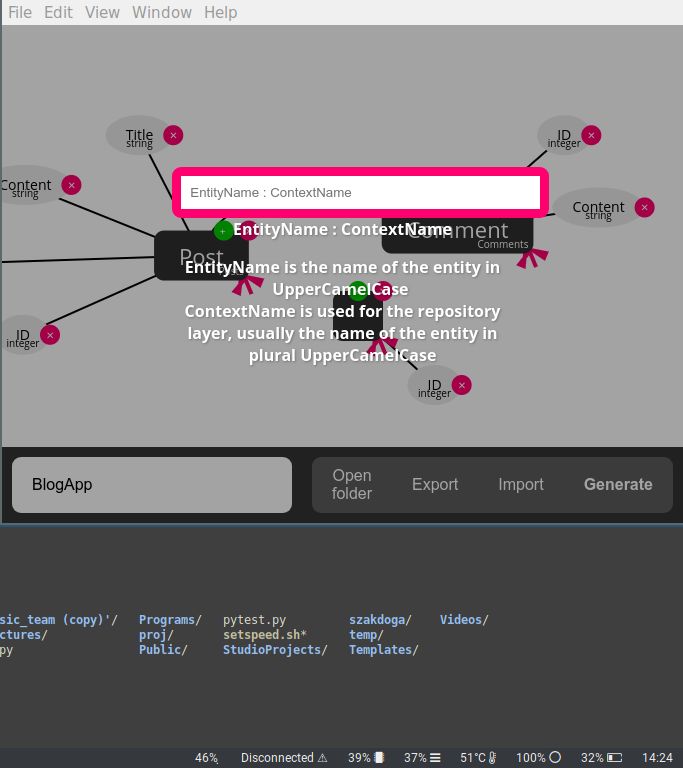 File Edit View Window Help
Title
string
ID
integer
Content
string
EntityName : ContextName
Content
string
Comment
Comments
EntityName : ContextName
Post
EntityName is the name of the entity in
UpperCamelCase
ContextName is used for the repository
layer, usually the name of the entity in
plural UpperCamelCase
ID
integer
ID
integer
BlogApp
Open
folder
Export
Import
Generate
sic_team (copy)'/ Programs/ pytest.py szakdoga/ Videos/
ctures/ proj/ setspeed.sh* temp/
py Public/ StudioProjects/ Templates/
46% Disconnected 39% 37% 51°C 100% 32% 14:24